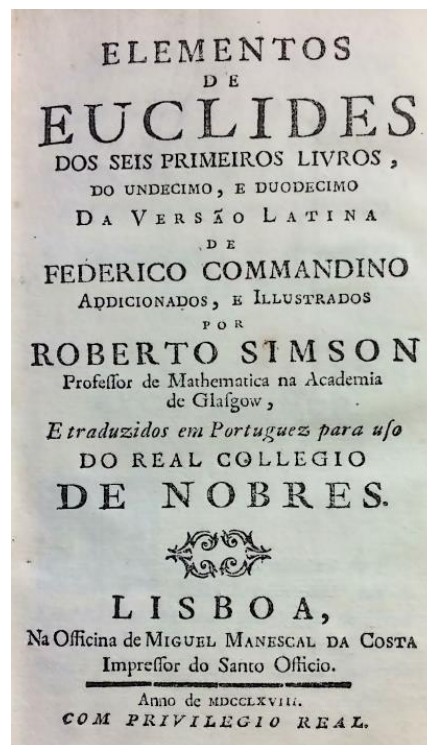 ELEMENTOS
DE
EUCLIDES
DOS SEIS PRIMEIROS LIVROS ,
DO UNDECIMO, E DUODECIMO
DA VERSÃO LATINA
DE
FEDERICO COMMANDINO
ADDICIONADOS, E ILLUSTRADOS
POR
ROBERTO SIMSON
Profeſſor de Mathematica na Academia
de Glaſgow ,
E traduzidos em Portuguez para uſo
DO REAL COLLEGIO
DE NOBRES.
LISBOA,
Na Officina de MIGUEL MANESCAL DA COSTA
Impreſſor do Santo Officio.
Anno de MDCCLXVIII.
COM PRIVILEGIO REAL.